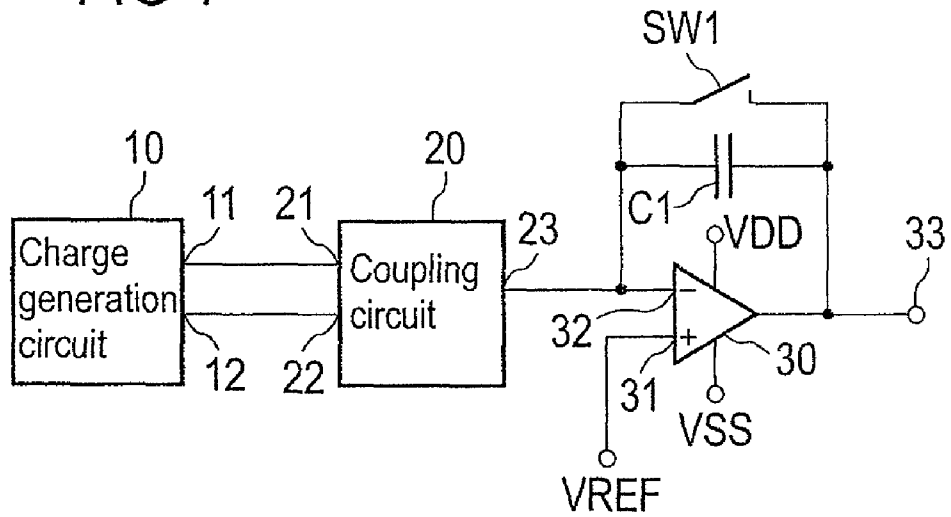 SW1
10
20
11
21
23
C1
VDD
33
Charge
generation
circuit
Coupling
circuit
−
+
12
22
32
31
30
VSS
VREF